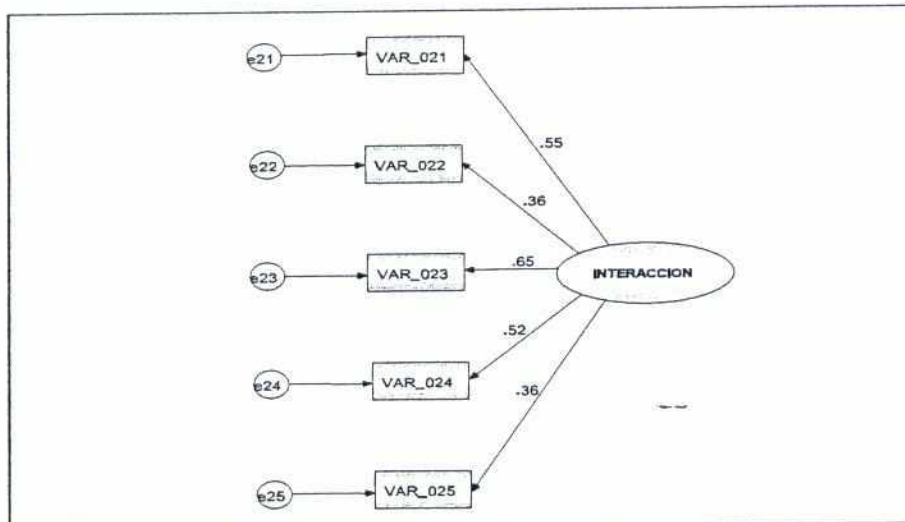 e21
VAR_021
.55
e22
VAR_022
.36
e23
VAR_023
.65
INTERACCION
.52
e24
VAR_024
.36
e25
VAR_025